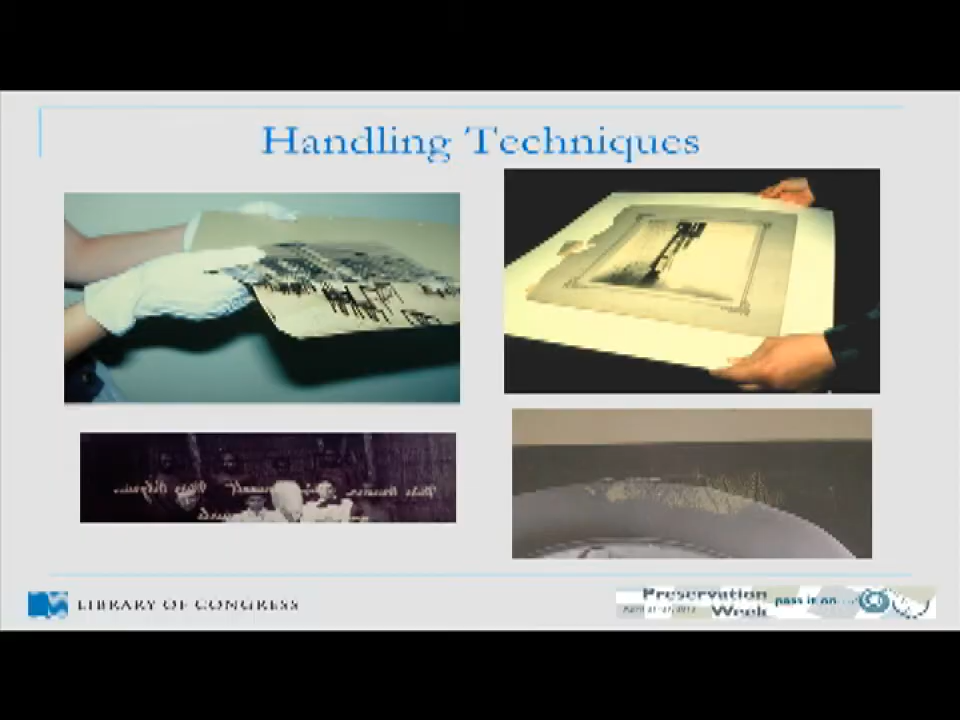 Handling Techniques
LIBRARY OF CONGRESS
Preservation
Week
pass it on...